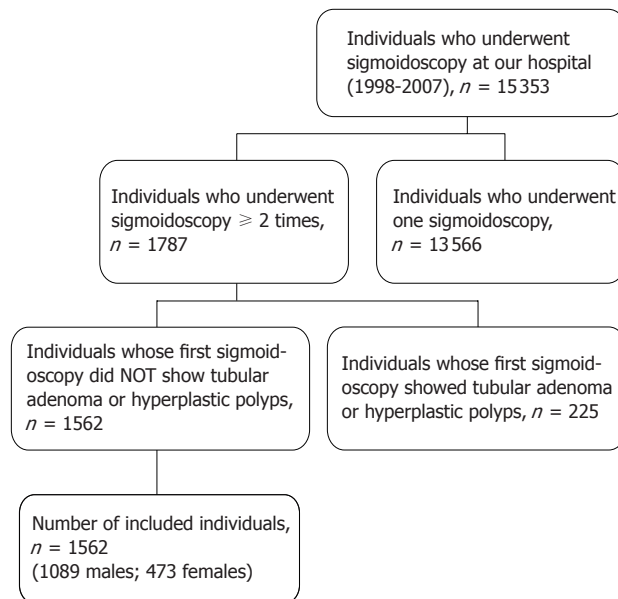 Individuals who underwent
sigmoidoscopy at our hospital
(1998-2007), n = 15353
Individuals who underwent
sigmoidoscopy ⩾ 2 times,
n = 1787
Individuals who underwent
one sigmoidoscopy,
n = 13566
Individuals whose first sigmoid-
oscopy did NOT show tubular
adenoma or hyperplastic polyps,
n = 1562
Individuals whose first sigmoid-
oscopy showed tubular adenoma
or hyperplastic polyps, n = 225
Number of included individuals,
n = 1562
(1089 males; 473 females)